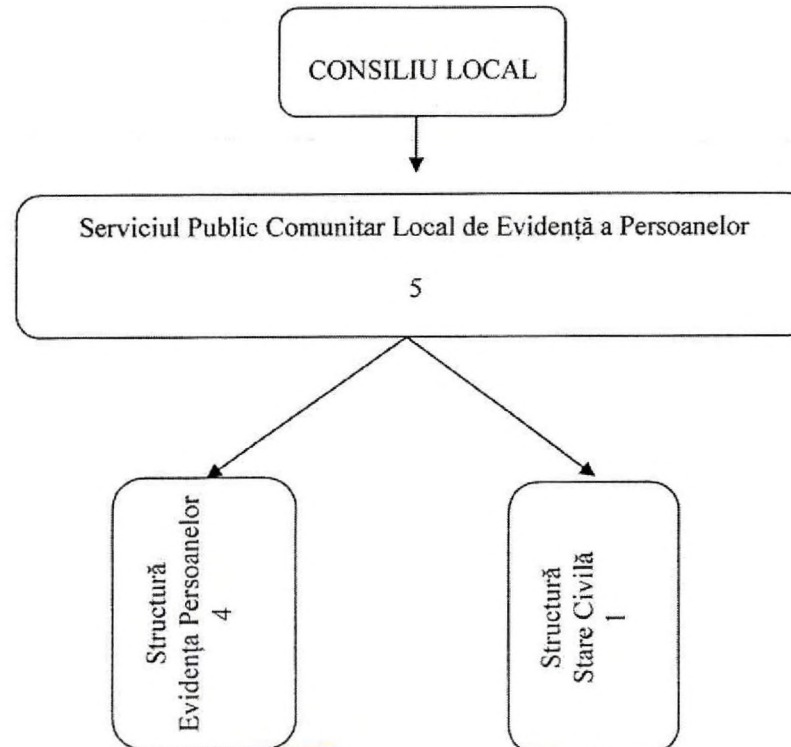 CONSILIU LOCAL
Serviciul Public Comunitar Local de Evidență a Persoanelor
5
Structură
Evidența Persoanelor
4
Structură
Stare Civilă
1